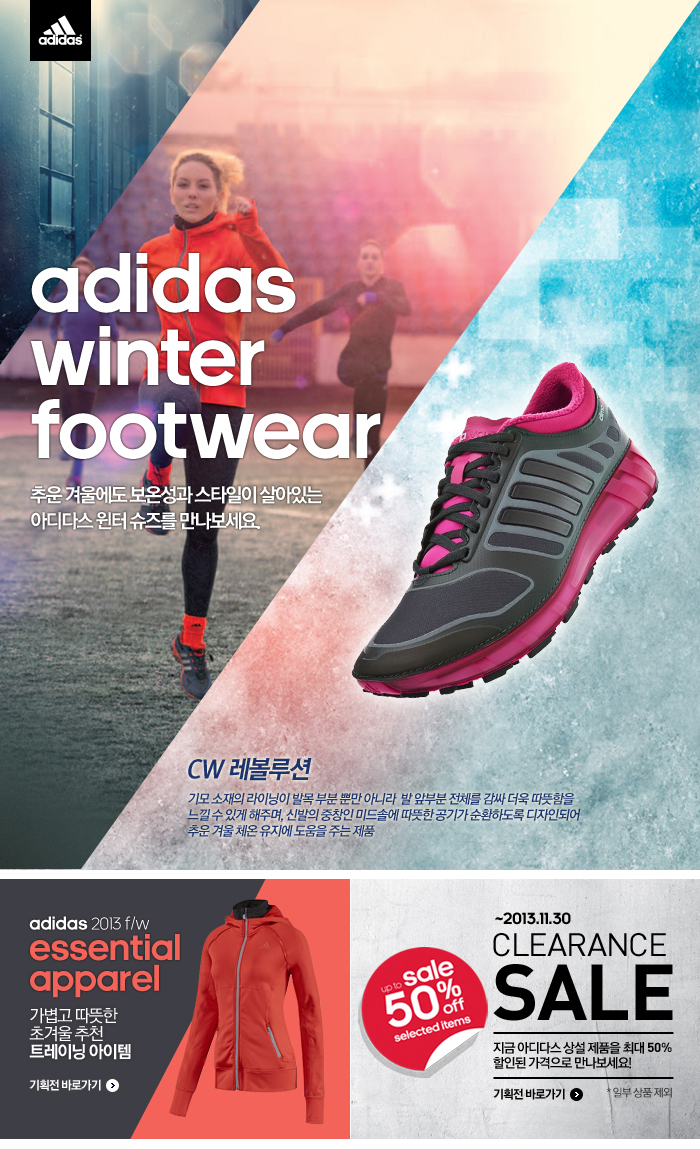 adidas
adidas
winter
footwear
추운 겨울에도 보온성과 스타일이 살아있는
아디다스 윈터 슈즈를 만나보세요.
CW 레볼루션
기모 소재의 라이닝이 발목 부분 뿐만 아니라 발 앞부분 전체를 감싸 더욱 따뜻함을
느낄 수 있게 해주며, 신발의 중창인 미드솔에 따뜻한 공기가 순환하도록 디자인되어
추운 겨울 체온 유지에 도움을 주는 제품
adidas 2013 f/w
essential
apparel
가볍고 따뜻한
초겨울 추천
트레이닝 아이템
기획전 바로가기
up to sale
50% off
selected items
~2013.11.30
CLEARANCE
SALE
지금 아디다스 상설 제품을 최대 50%
할인된 가격으로 만나보세요!
기획전 바로가기
* 일부 상품 제외